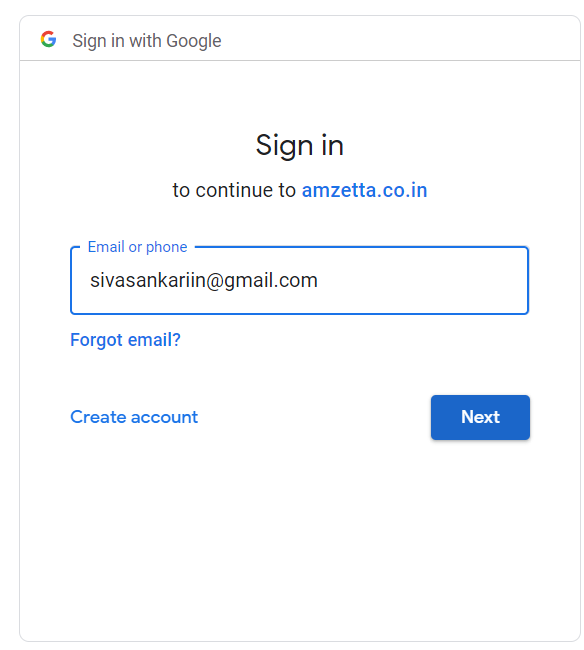 Sign in with Google
Sign in
to continue to amzetta.co.in
Email or phone
sivasankariin@gmail.com
Forgot email?
Create account
Next